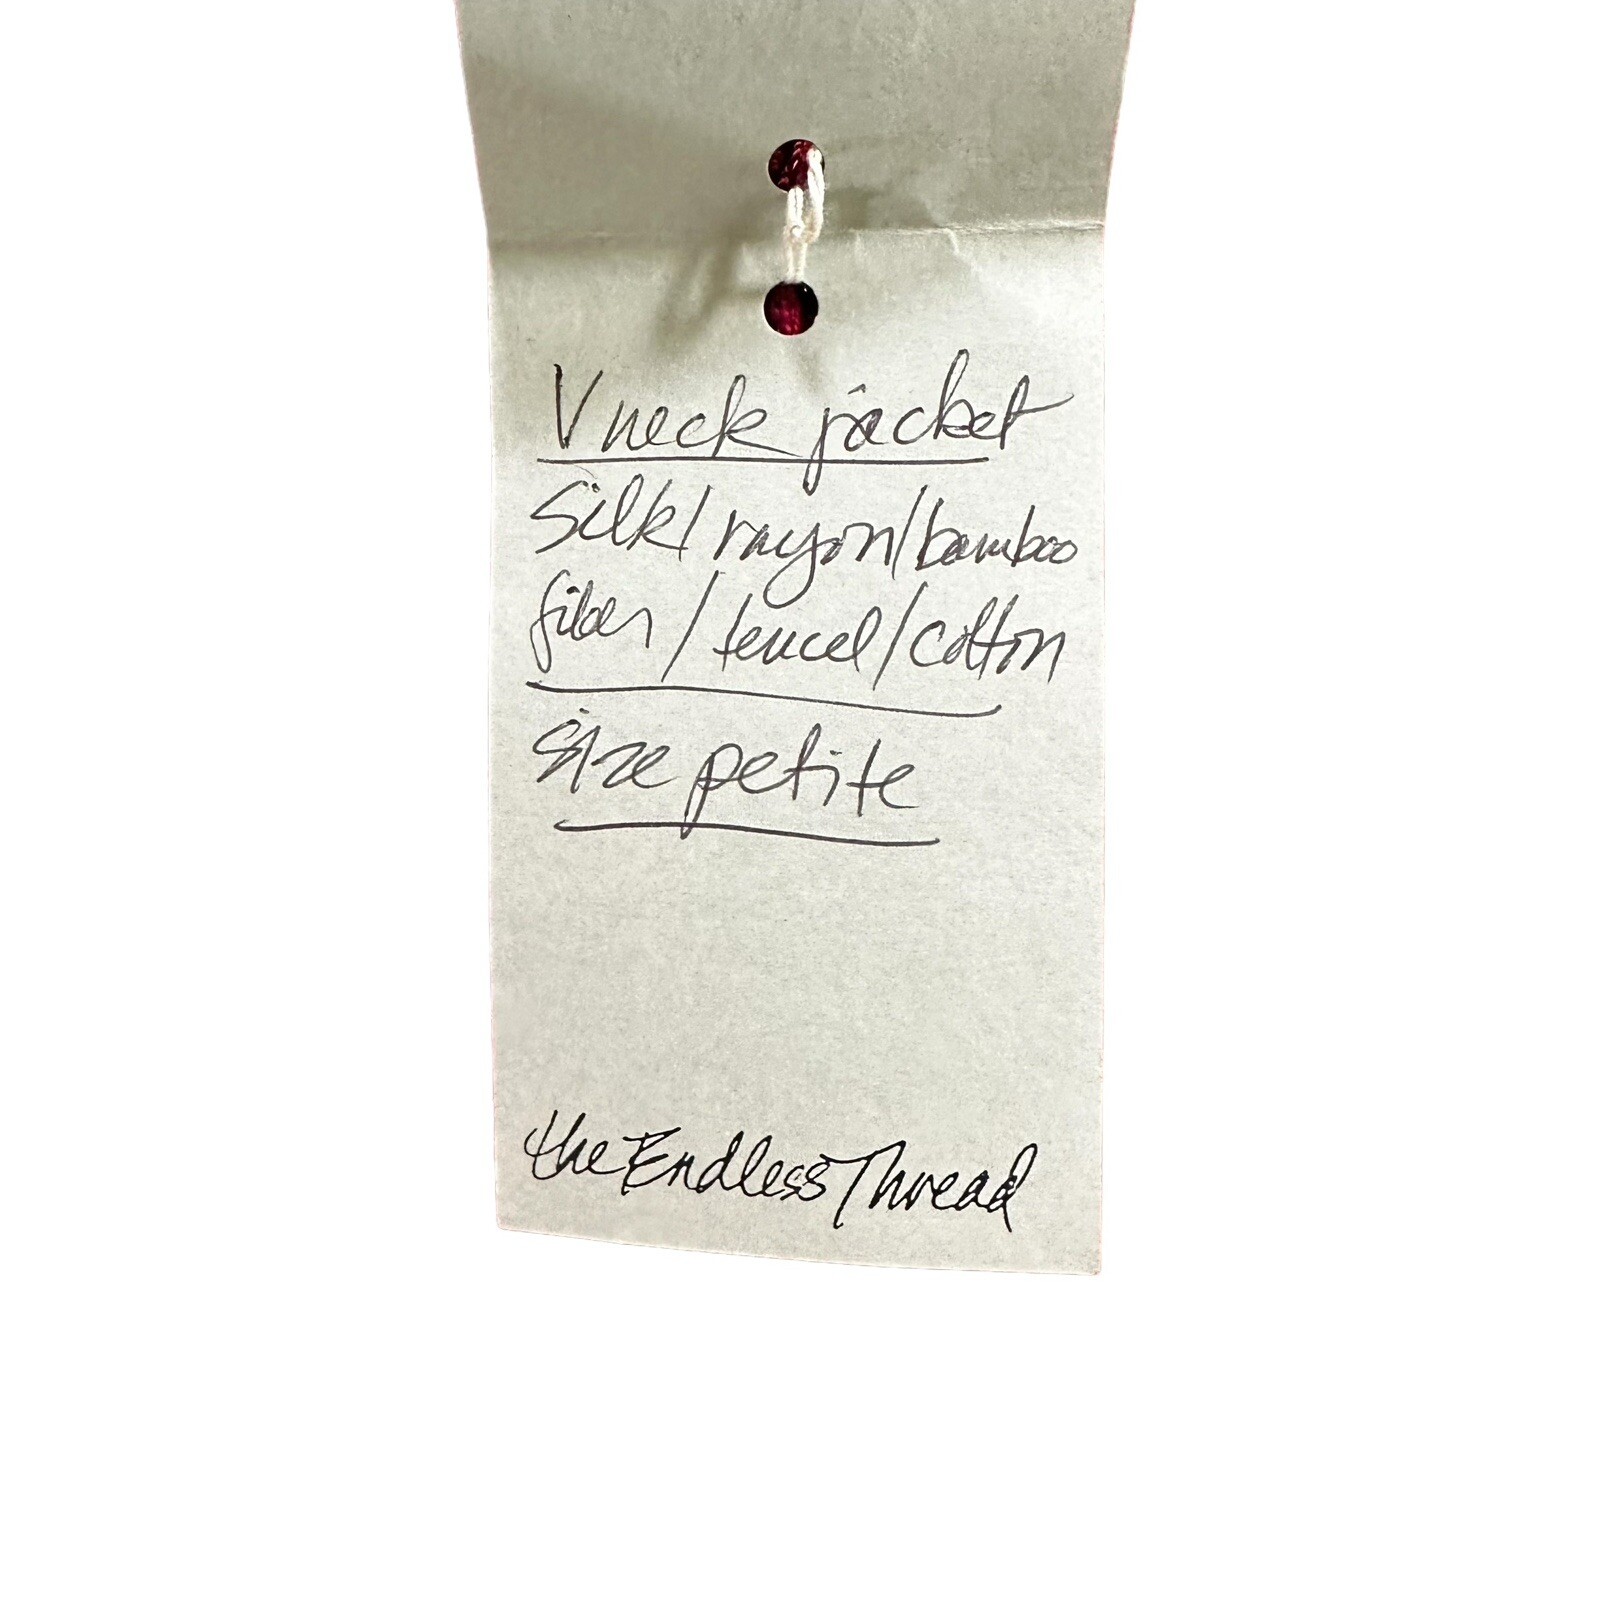 V neck jacket
Silk/rayon/bamboo
fiber/tencel/cotton
size petite
the Endless Thread